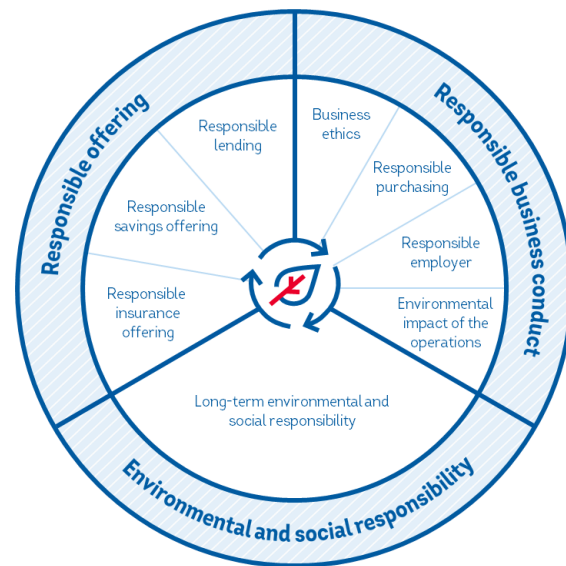 Responsible offering
Responsible business conduct
Environmental and social responsibility
Responsible
lending
Responsible
savings offering
Responsible
insurance
offering
Business
ethics
Responsible
purchasing
Responsible
employer
Environmental
impact of the
operations
Long-term environmental and
social responsibility